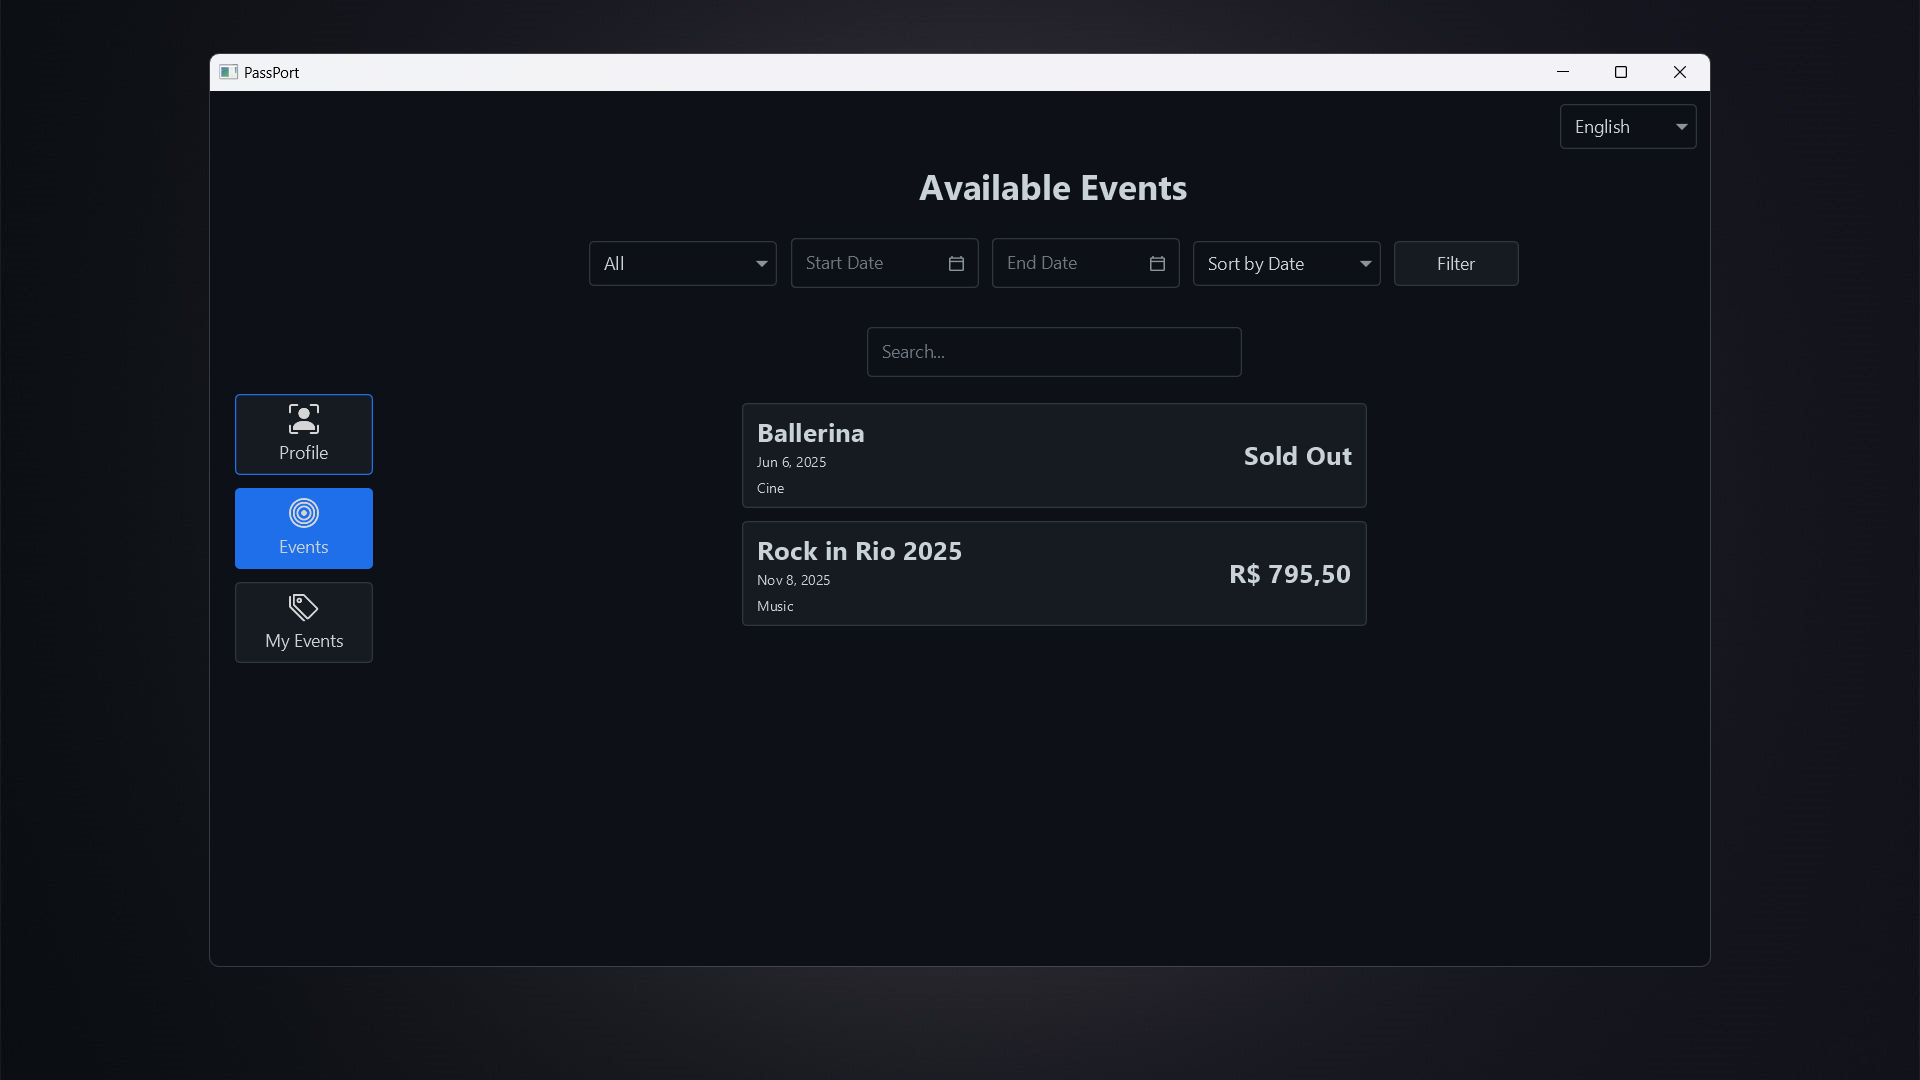 PassPort
English
Available Events
All
Start Date
End Date
Sort by Date
Filter
Search...
Profile
Events
My Events
Ballerina
Jun 6, 2025
Cine
Sold Out
Rock in Rio 2025
Nov 8, 2025
Music
R$ 795,50